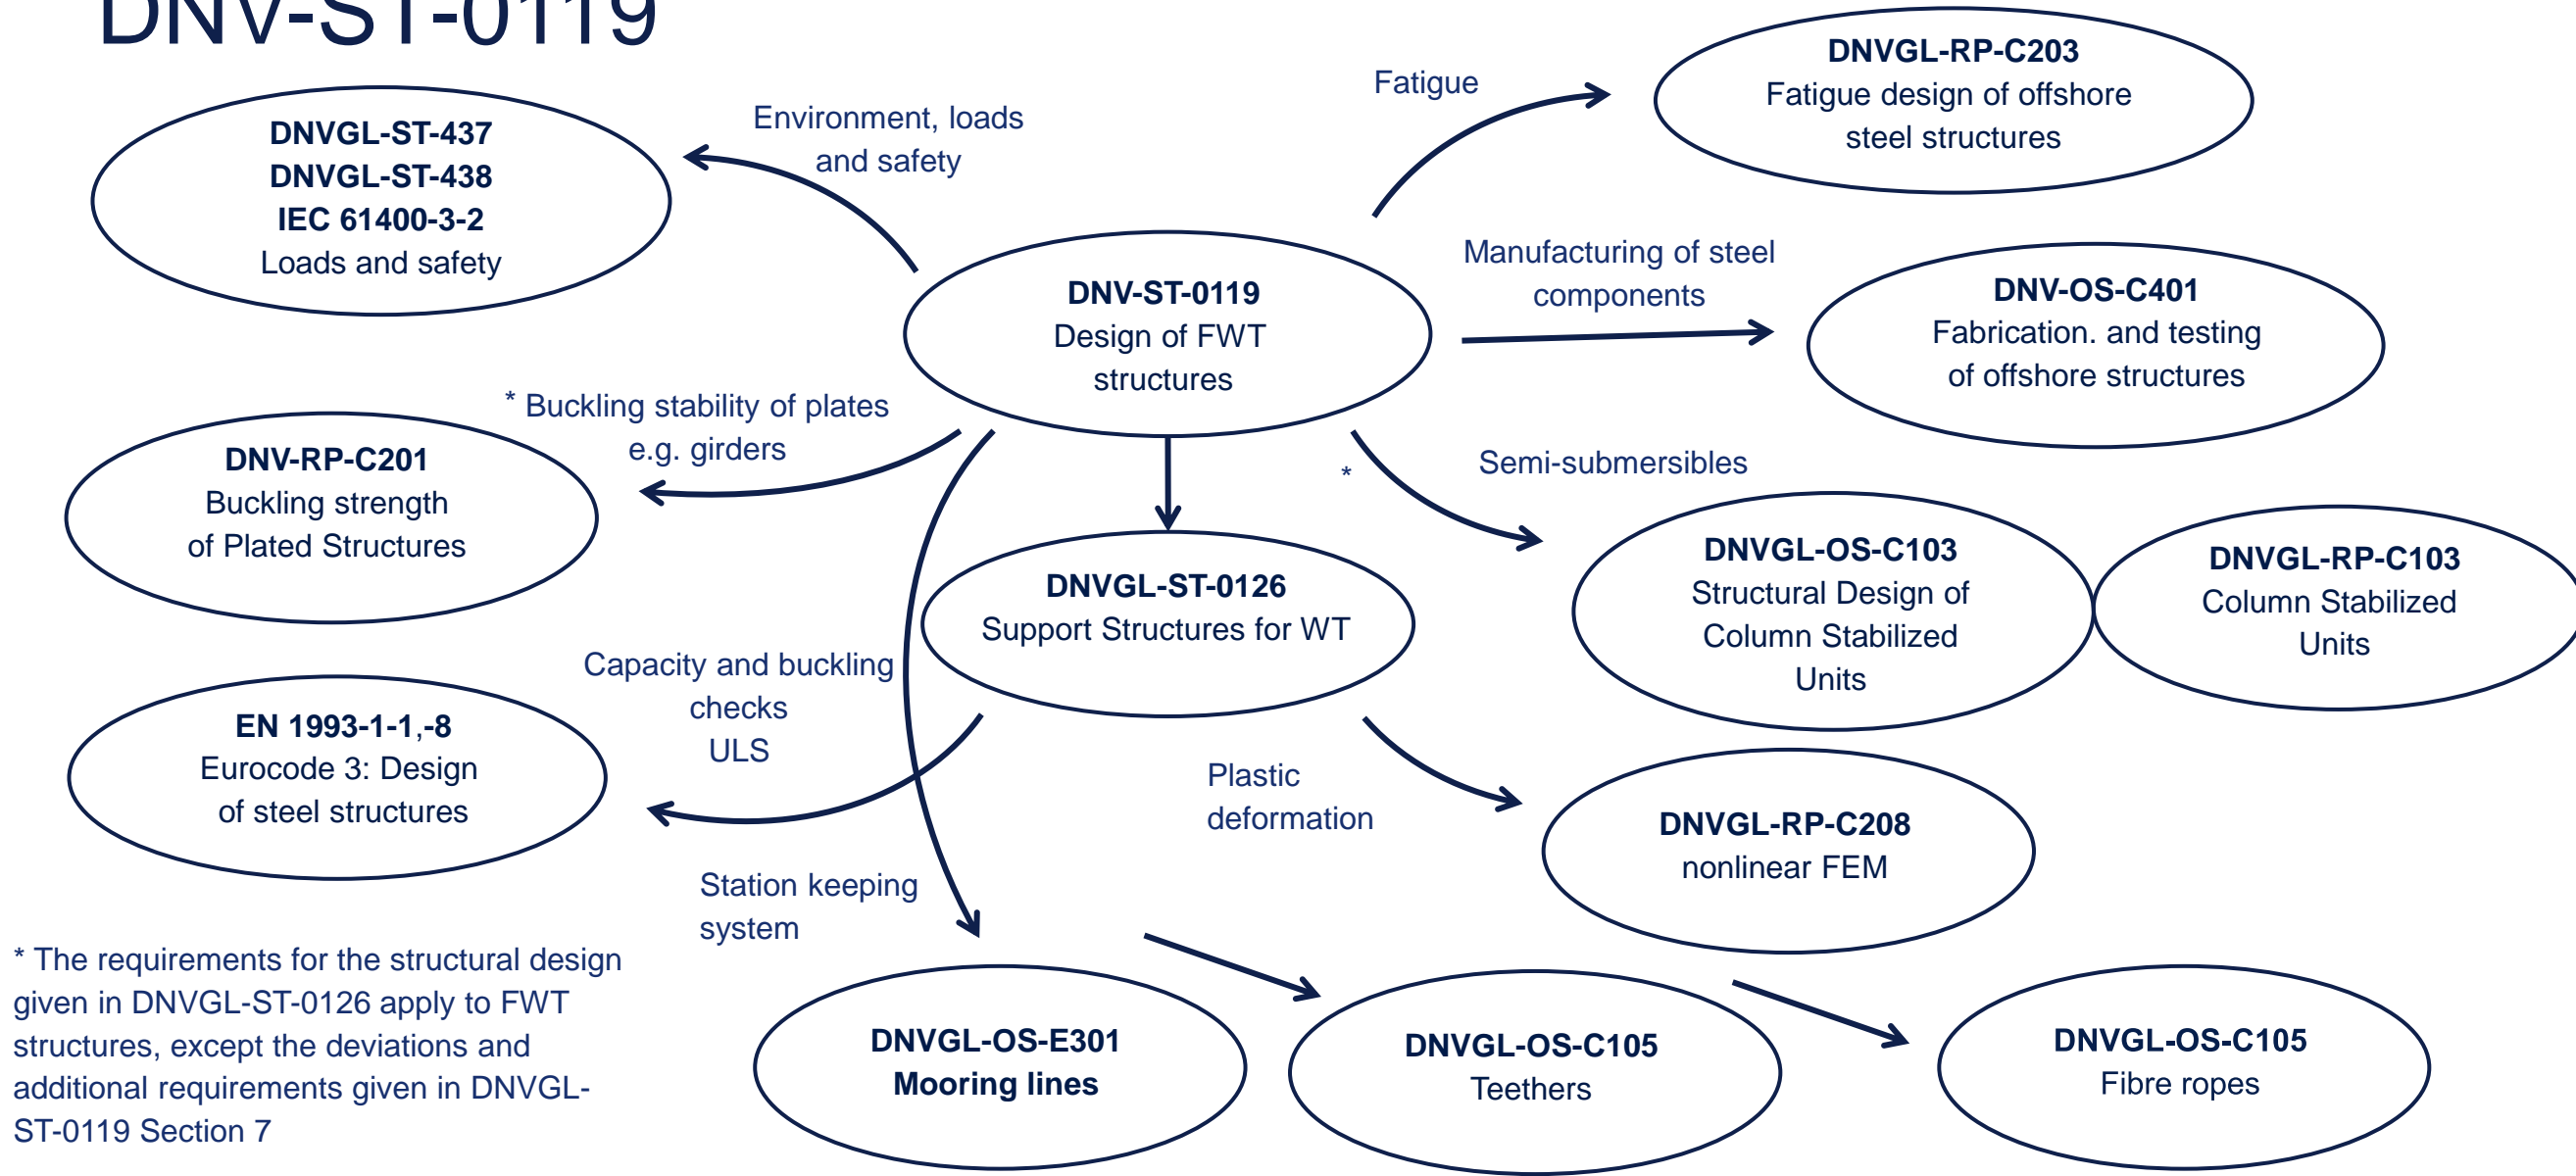 DNV-ST-0119
DNVGL-ST-437
DNVGL-ST-438
IEC 61400-3-2
Loads and safety
Environment, loads
and safety
Fatigue
DNVGL-RP-C203
Fatigue design of offshore
steel structures
DNV-ST-0119
Design of FWT
structures
Manufacturing of steel
components
DNV-OS-C401
Fabrication. and testing
of offshore structures
* Buckling stability of plates
e.g. girders
DNV-RP-C201
Buckling strength
of Plated Structures
*
Semi-submersibles
DNVGL-ST-0126
Support Structures for WT
DNVGL-OS-C103
Structural Design of
Column Stabilized
Units
DNVGL-RP-C103
Column Stabilized
Units
Capacity and buckling
checks
ULS
EN 1993-1-1,-8
Eurocode 3: Design
of steel structures
Plastic
deformation
DNVGL-RP-C208
nonlinear FEM
Station keeping
system
* The requirements for the structural design
given in DNVGL-ST-0126 apply to FWT
structures, except the deviations and
additional requirements given in DNVGL-
ST-0119 Section 7
DNVGL-OS-E301
Mooring lines
DNVGL-OS-C105
Teethers
DNVGL-OS-C105
Fibre ropes